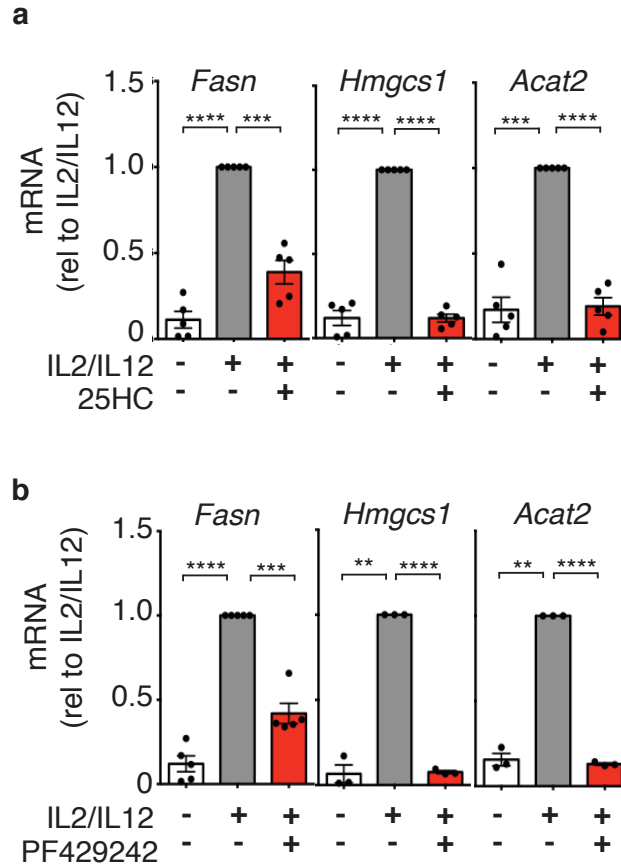 a
Fasn Hmgcs1 Acat2
1.5
**** *** **** **** *** ****
1.0
mRNA
(rel to IL2/IL12)
0.5
0
IL2/IL12 - + + - + + - + +
25HC - - + - - + - - +
b
Fasn Hmgcs1 Acat2
1.5
**** *** ** **** ** ****
1.0
mRNA
(rel to IL2/IL12)
0.5
0
IL2/IL12 - + + - + + - + +
PF429242 - - + - - + - - +